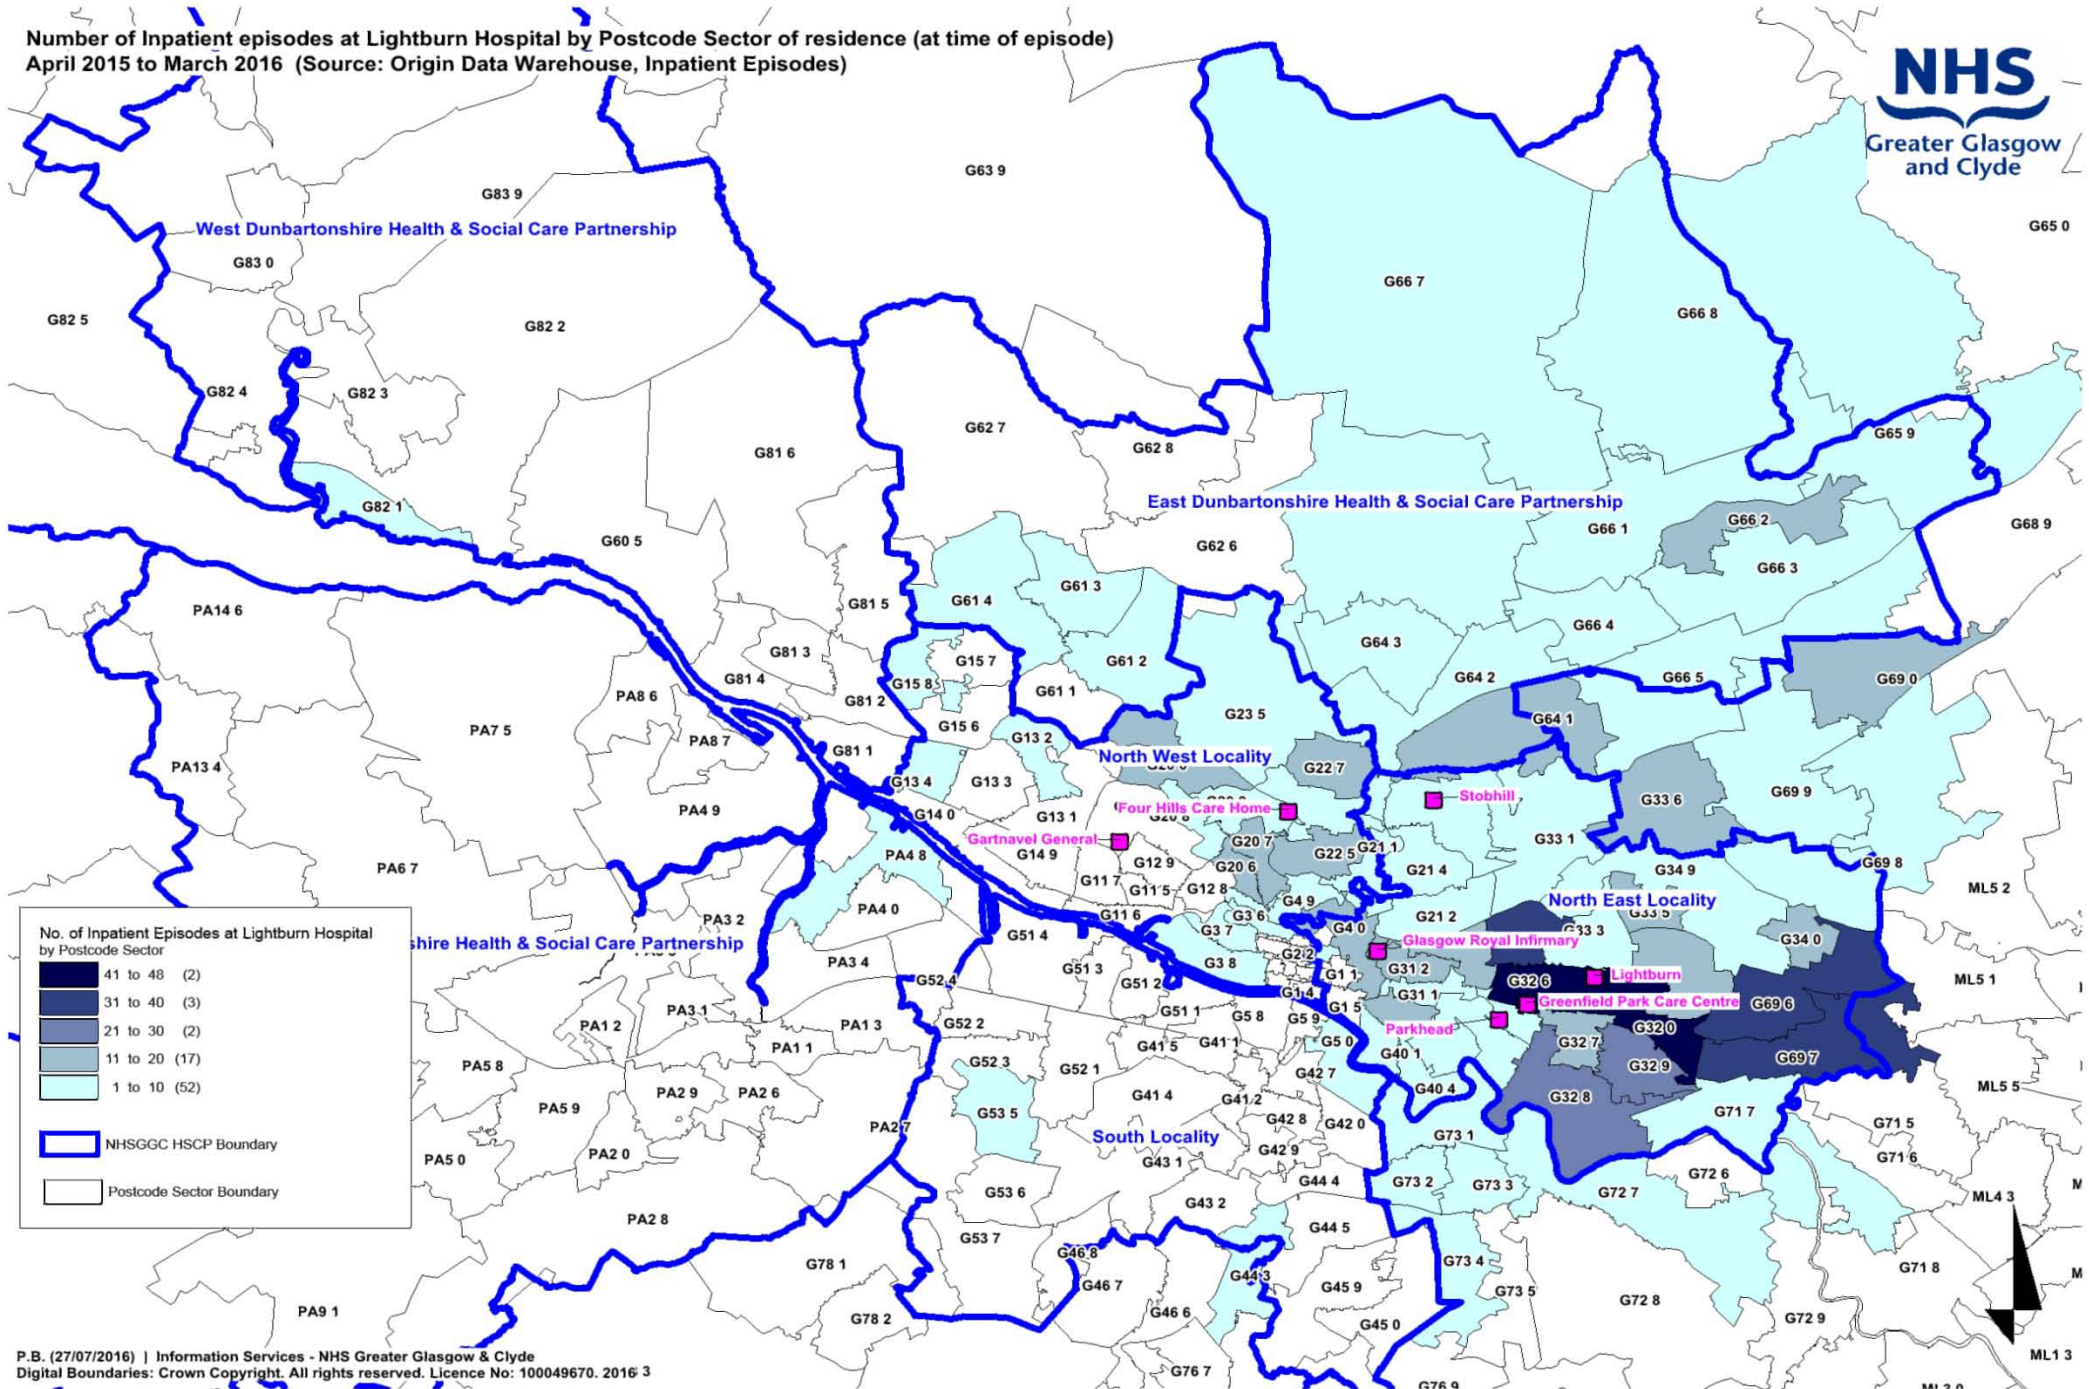 Number of Inpatient episodes at Lightburn Hospital by Postcode Sector of residence (at time of episode)
April 2015 to March 2016 (Source: Origin Data Warehouse, Inpatient Episodes)
NHS
Greater Glasgow
and Clyde
G63 9
G83 9
West Dunbartonshire Health & Social Care Partnership
G65 0
G83 0
G66 7
G82 5
G82 2
G66 8
G82 4
G82 3
G62 7
G65 9
G81 6
G62 8
East Dunbartonshire Health & Social Care Partnership
G82 1
G66 2
G66 1
G68 9
G60 5
G62 6
G66 3
G61 4
G61 3
G81 5
PA14 6
G66 4
G64 3
G81 3
G15 7
G61 2
G81 4
G15 8
G64 2
G66 5
G69 0
PA8 6
G61 1
G81 2
G23 5
G64 1
PA7 5
G15 6
PA8 7
G13 2
G81 1
North West Locality
PA13 4
G22 7
G13 4
G13 3
G69 9
Stobhill
G33 6
PA4 9
Four Hills Care Home
G14 0
G13 1
G20 8
Gartnavel General
G33 1
G20 7
G21 1
PA4 8
G14 9
G22 5
G12 9
G69 8
PA6 7
G20 6
G21 4
G34 9
G11 7
G11 5
G12 8
ML5 2
G4 9
North East Locality
PA4 0
G11 6
G3 6
G21 2
G33 5
PA3 2
G3 7
G4 0
G33 3
No. of Inpatient Episodes at Lightburn Hospital
by Postcode Sector
shire Health & Social Care Partnership
G51 4
Glasgow Royal Infirmary
G34 0
G2 2
PA3 4
G3 8
G51 3
G31 2
41 to 48 (2)
G1 1
Lightburn
G52 4
G51 2
G32 6
ML5 1
G1 4
G31 1
31 to 40 (3)
Greenfield Park Care Centre
G69 6
PA3 1
G51 1
G1 5
G5 8
G5 9
PA1 2
PA1 3
G52 2
Parkhead
G32 0
21 to 30 (2)
G41 5
G41 1
G5 0
G32 7
PA1 1
G40 1
11 to 20 (17)
G52 3
G69 7
PA5 8
G52 1
G32 9
G42 7
1 to 10 (52)
ML5 5
PA2 9
PA2 6
G41 4
G41 2
G40 4
G32 8
PA5 9
G53 5
G71 7
G42 8
G42 0
G71 5
PA2 7
South Locality
G73 1
NHSGGC HSCP Boundary
G42 9
PA2 0
G71 6
PA5 0
G43 1
G72 6
G44 4
G73 2
G73 3
Postcode Sector Boundary
G53 6
G72 7
ML4 3
G43 2
PA2 8
G44 5
G53 7
G46 8
G73 4
G78 1
G71 8
G44 3
G46 7
G45 9
G73 5
G72 8
PA9 1
G46 6
G78 2
G45 0
G72 9
P.B. (27/07/2016) | Information Services - NHS Greater Glasgow & Clyde
ML1 3
G76 7
Digital Boundaries: Crown Copyright. All rights reserved. Licence No: 100049670. 2016
3
G76 9